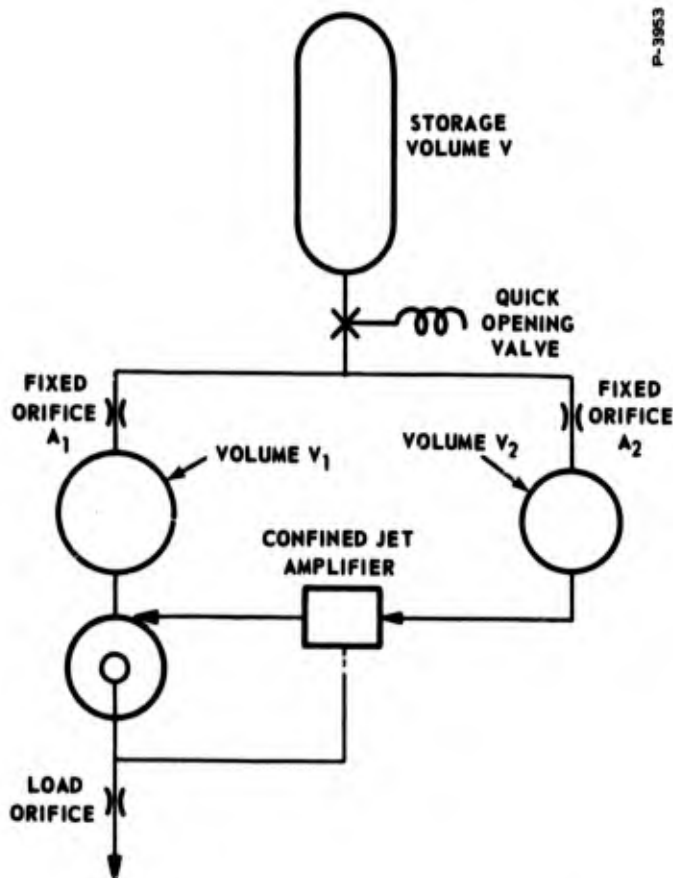 P-3953
STORAGE
VOLUME V
QUICK
OPENING
VALVE
FIXED
ORIFICE
A1
FIXED
ORIFICE
A2
VOLUME V1
VOLUME V2
CONFINED JET
AMPLIFIER
LOAD
ORIFICE